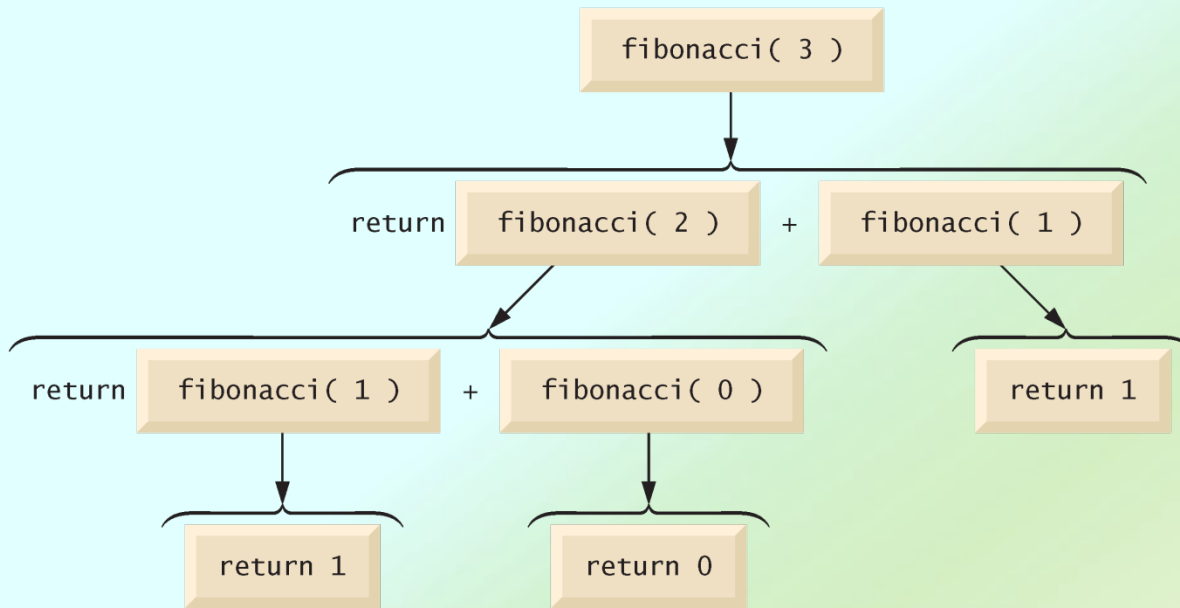 fibonacci( 3 )
return fibonacci( 2 ) + fibonacci( 1 )
return fibonacci( 1 ) + fibonacci( 0 ) return 1
return 1 return 0